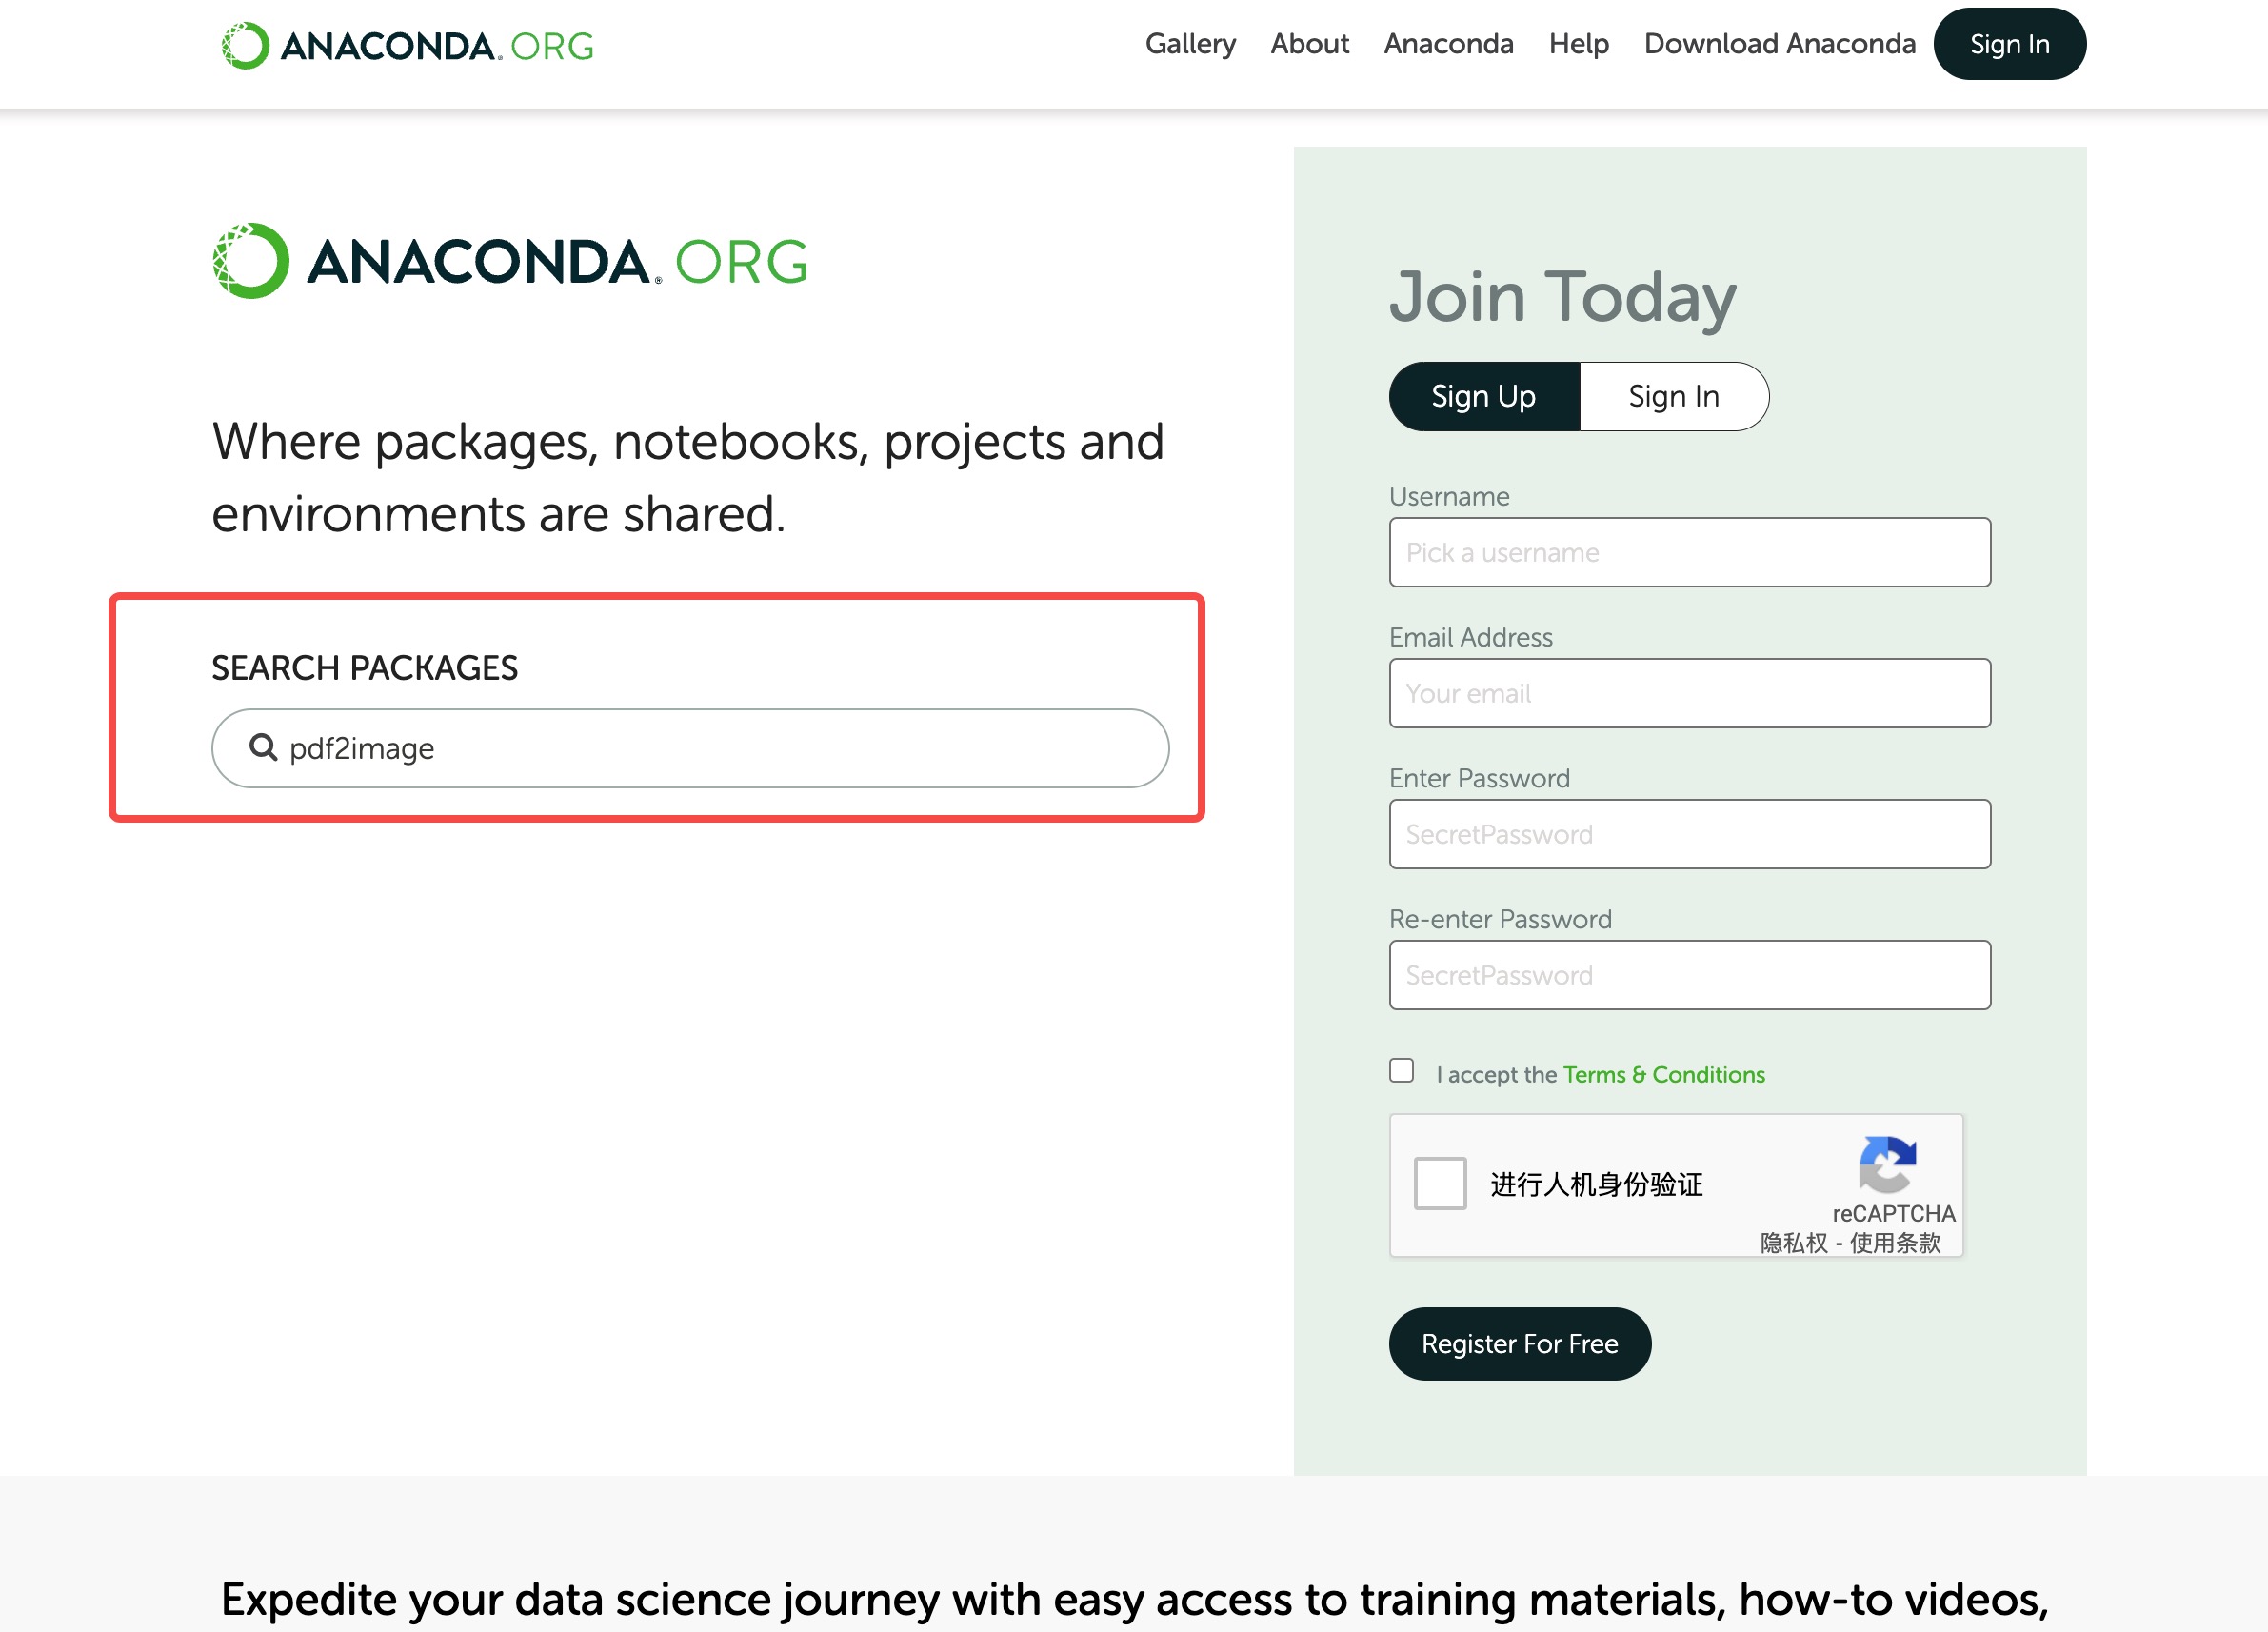 ANACONDA.ORG
Gallery
About
Anaconda
Help
Download Anaconda
Sign In
ANACONDA.® ORG
Where packages, notebooks, projects and
environments are shared.
SEARCH PACKAGES
pdf2image
Join Today
Sign Up
Sign In
Username
Pick a username
Email Address
Your email
Enter Password
SecretPassword
Re-enter Password
SecretPassword
I accept the Terms & Conditions
进行人机身份验证
reCAPTCHA
隐私权 - 使用条款
Register For Free
Expedite your data science journey with easy access to training materials, how-to videos,